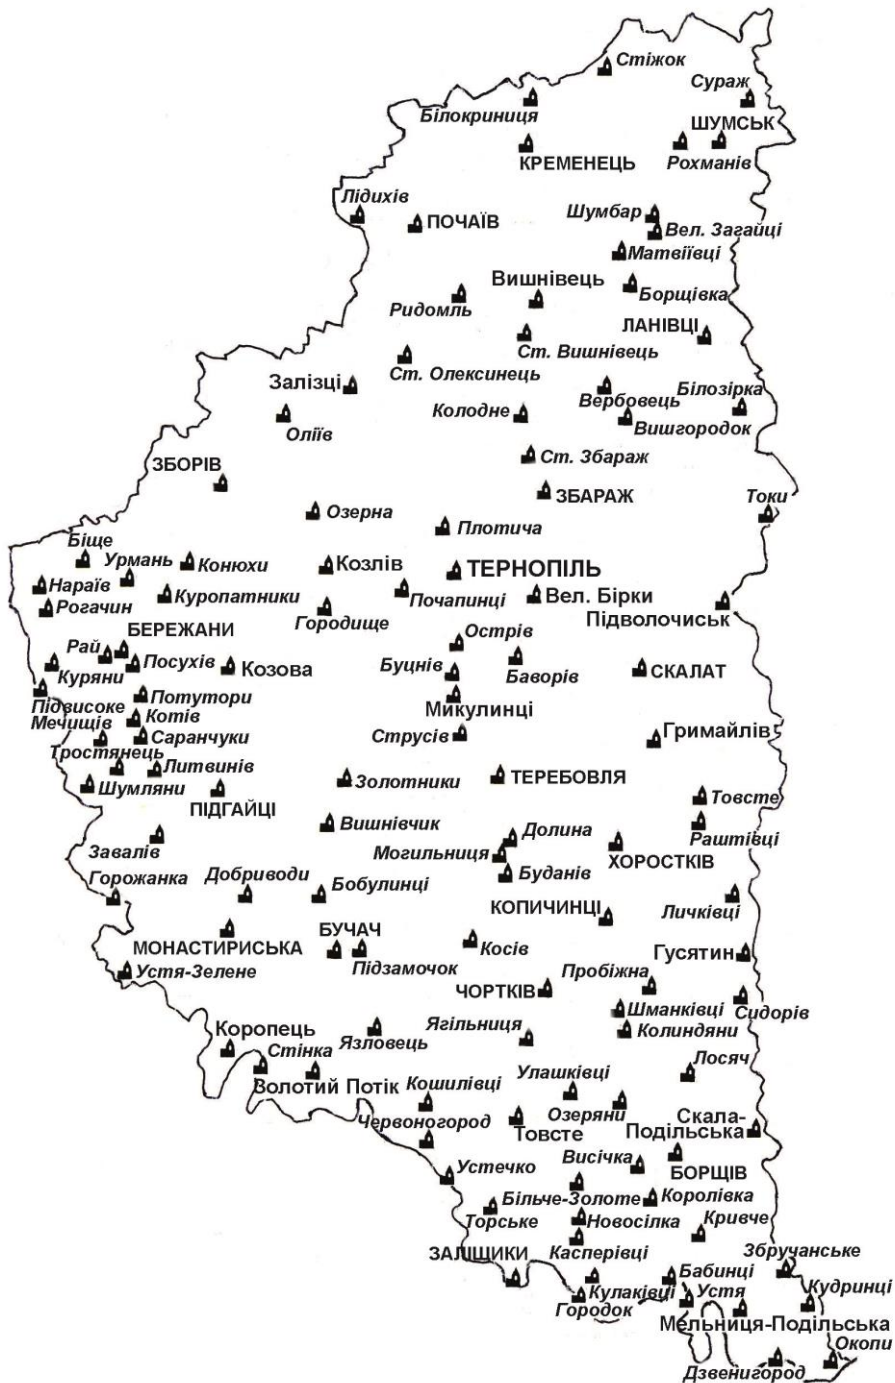 Стіжок
Сураж
Білокриниця
ШУМСЬК
КРЕМЕНЕЦЬ
Рохманів
Лідихів
ПОЧАЇВ
Шумбар
Вел. Загайці
Матвіївці
Вишнівець
Ридомль
Борщівка
ЛАНІВЦІ
Ст. Вишнівець
Ст. Олексинець
Залізці
Вербовець
Білозірка
Колодне
Вишгородок
Оліїв
Ст. Збараж
ЗБОРІВ
ЗБАРАЖ
Токи
Озерна
Плотича
Біще
Урмань
Конюхи
Козлів
ТЕРНОПІЛЬ
Нараїв
Куропатники
Почапинці
Вел. Бірки
Рогачин
Городище
Підволочиськ
БЕРЕЖАНИ
Острів
Рай
Посухів
Козова
Буцнів
Баворів
СКАЛАТ
Куряни
Потутори
Підвисоке
Микулинці
Мечищів
Котів
Саранчуки
Струсів
Гримайлів
Тростянець
Литвинів
Золотники
ТЕРЕБОВЛЯ
Шумляни
ПІДГАЙЦІ
Товсте
Вишнівчик
Долина
Раштівці
Завалів
Могильниця
ХОРОСТКІВ
Буданів
Горожанка
Добриводи
Бобулинці
КОПИЧИНЦІ
Личківці
МОНАСТИРИСЬКА
БУЧАЧ
Косів
Гусятин
Підзамочок
Устя-Зелене
Пробіжна
ЧОРТКІВ
Шманківці
Сидорів
Коропець
Язловець
Ягільниця
Колиндяни
Стінка
Лосяч
Золотий Потік
Улашківці
Кошилівці
Озеряни
Скала-
Подільська
Червоногород
Товсте
Висічка
БОРЩІВ
Устечко
Більче-Золоте
Королівка
Торське
Новосілка
Кривче
ЗАЛІЩИКИ
Касперівці
Збручанське
Бабинці
Кулаківці
Устя
Кудринці
Городок
Мельниця-Подільська
Окопи
Дзвенигород